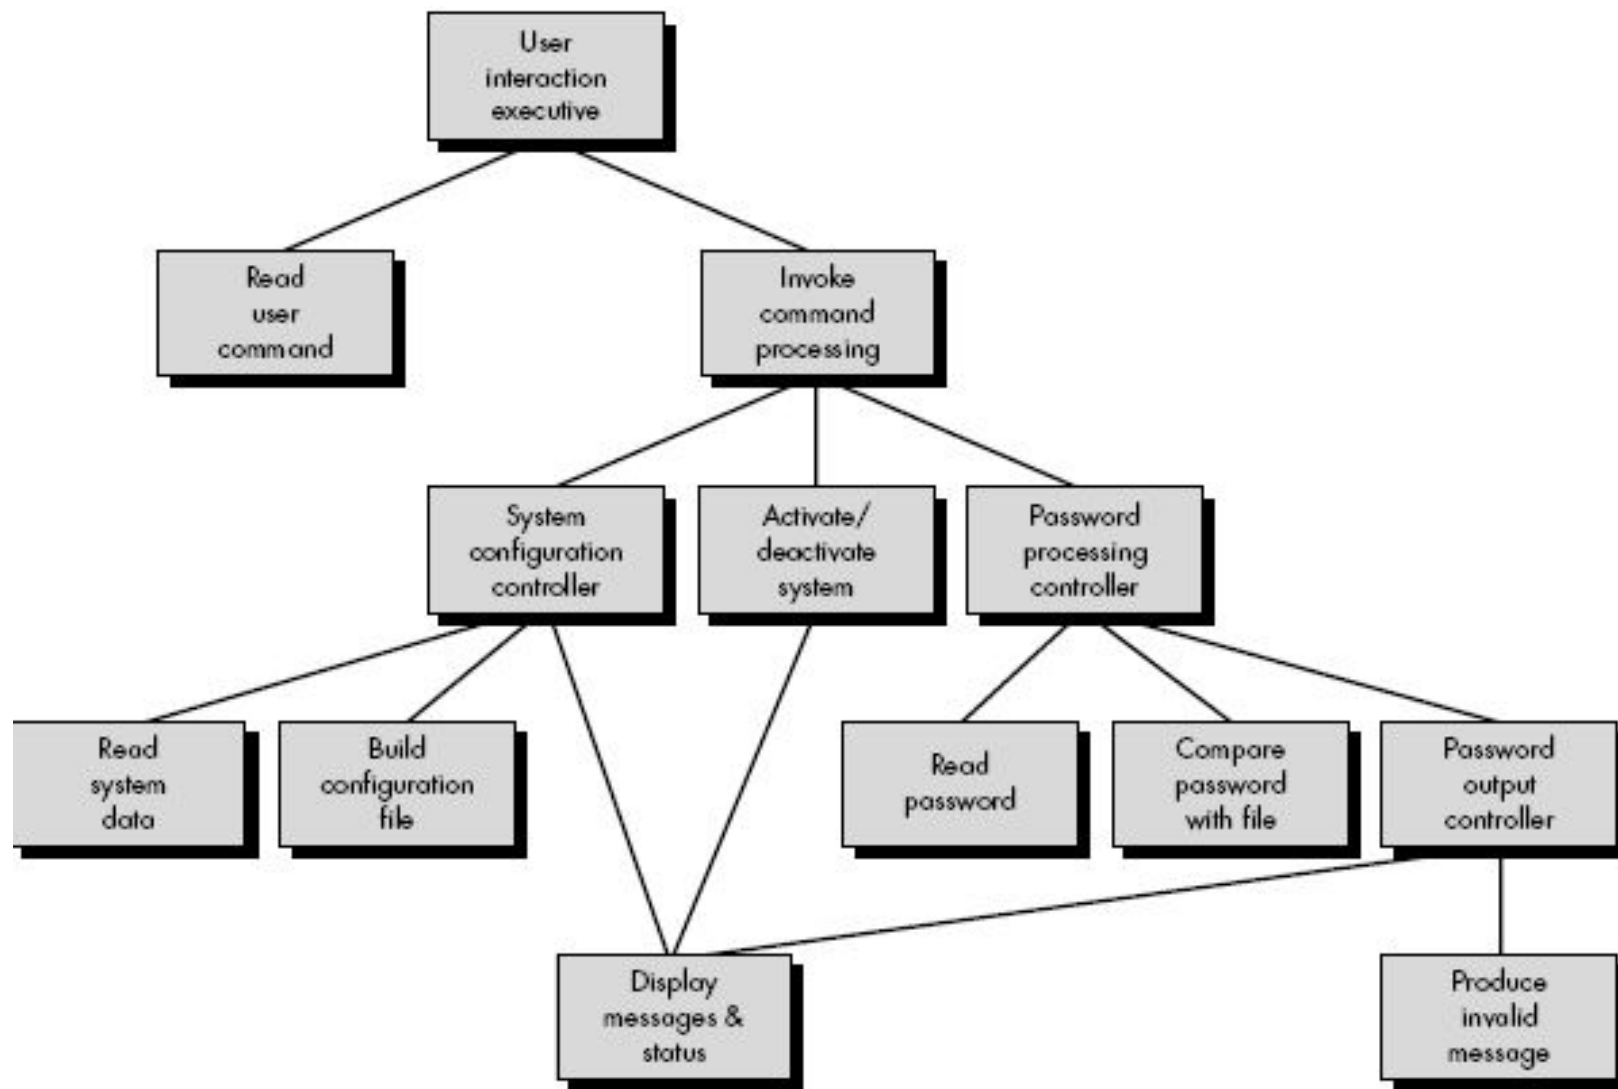 User
interaction
executive
Read
user
command
Invoke
command
processing
System
configuration
controller
Activate/
deactivate
system
Password
processing
controller
Read
system
data
Build
configuration
file
Read
password
Compare
password
with file
Password
output
controller
Display
messages &
status
Produce
invalid
message